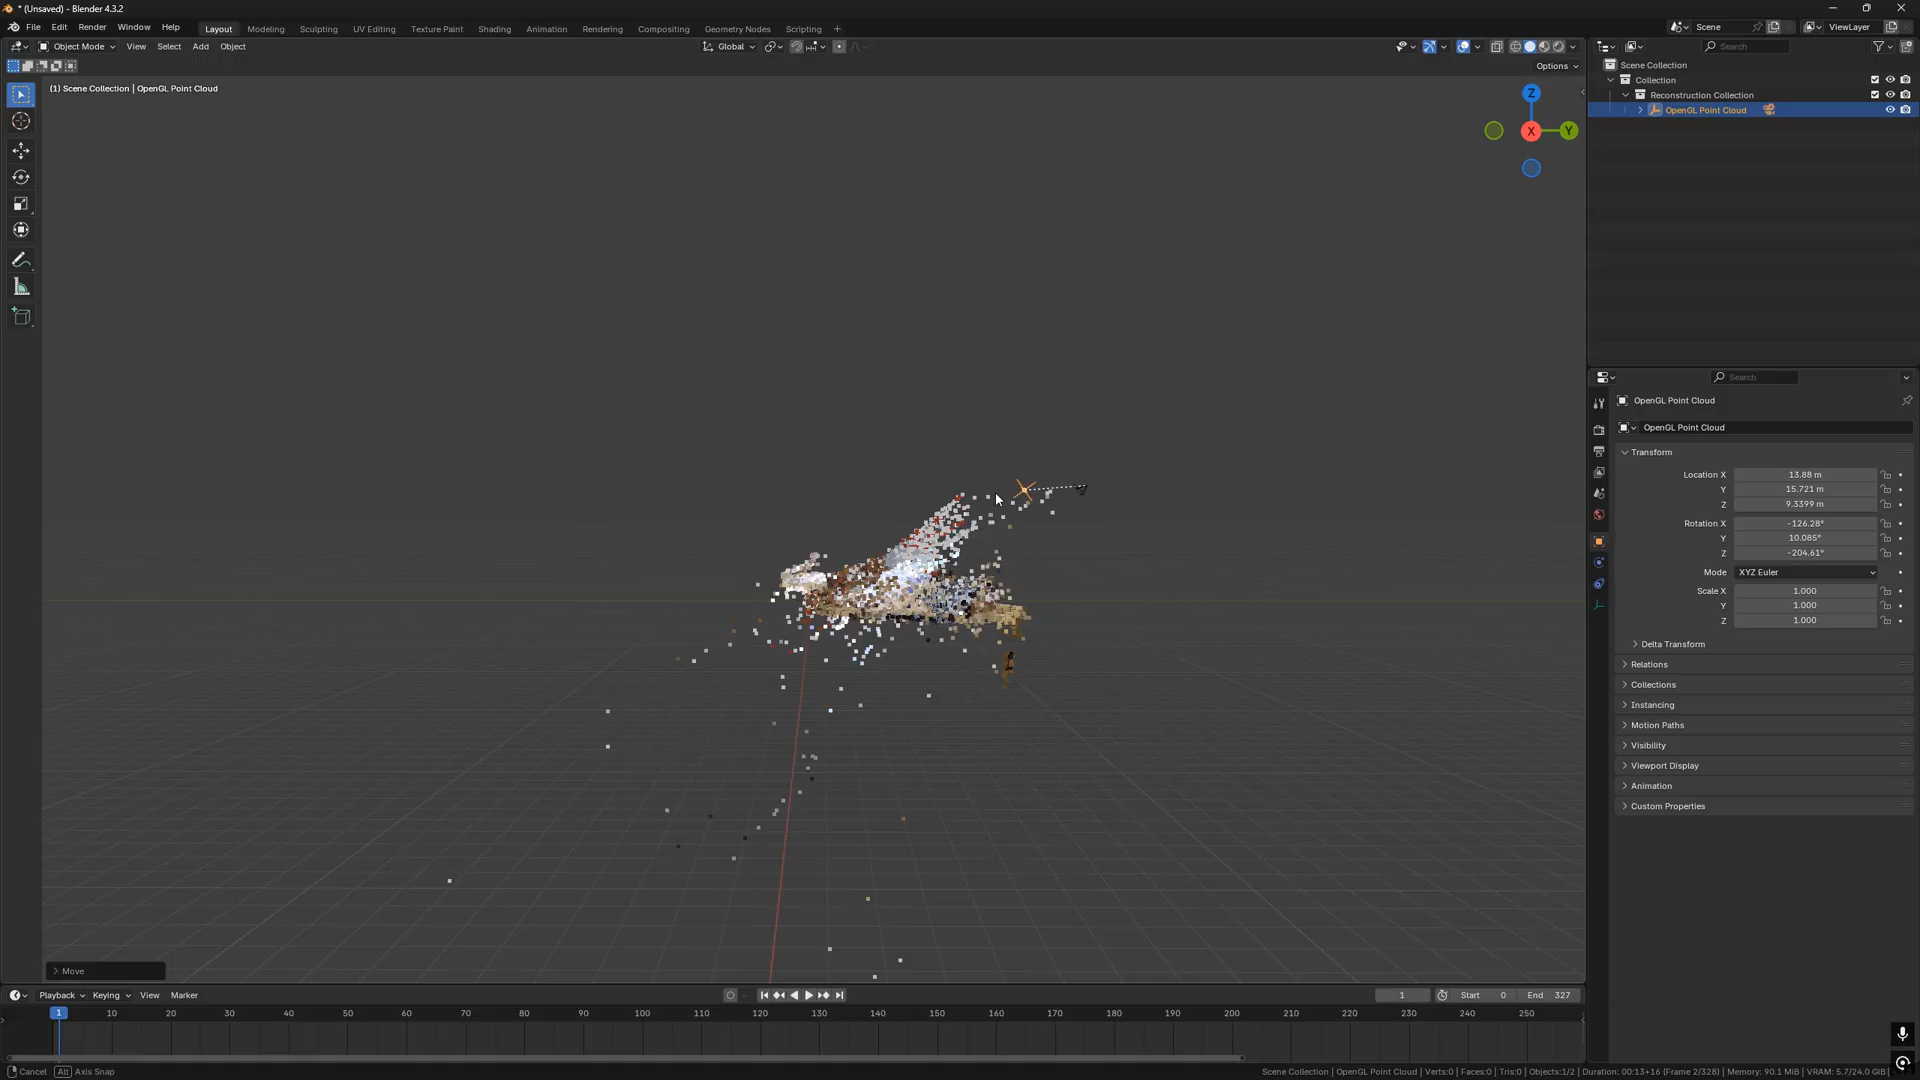 * (Unsaved) - Blender 4.3.2
File Edit Render Window Help Layout Modeling Sculpting UV Editing Texture Paint Shading Animation Rendering Compositing Geometry Nodes Scripting + Scene ViewLayer
Object Mode View Select Add Object Global Search
Options
(1) Scene Collection | OpenGL Point Cloud
Z
X Y
Scene Collection
Collection
Reconstruction Collection
OpenGL Point Cloud
Search
OpenGL Point Cloud
OpenGL Point Cloud
Transform
Location X 13.88 m
Y 15.721 m
Z 9.3399 m
Rotation X -126.28°
Y 10.085°
Z -204.61°
Mode XYZ Euler
Scale X 1.000
Y 1.000
Z 1.000
Delta Transform
Relations
Collections
Instancing
Motion Paths
Visibility
Viewport Display
Animation
Custom Properties
Move
Playback Keying View Marker 1 Start 0 End 327
1 10 20 30 40 50 60 70 80 90 100 110 120 130 140 150 160 170 180 190 200 210 220 230 240 250
Cancel Alt Axis Snap Scene Collection | OpenGL Point Cloud | Verts:0 | Faces:0 | Tris:0 | Objects:1/2 | Duration: 00:13+16 (Frame 2/328) | Memory: 90.1 MiB | VRAM: 5.7/24.0 GiB